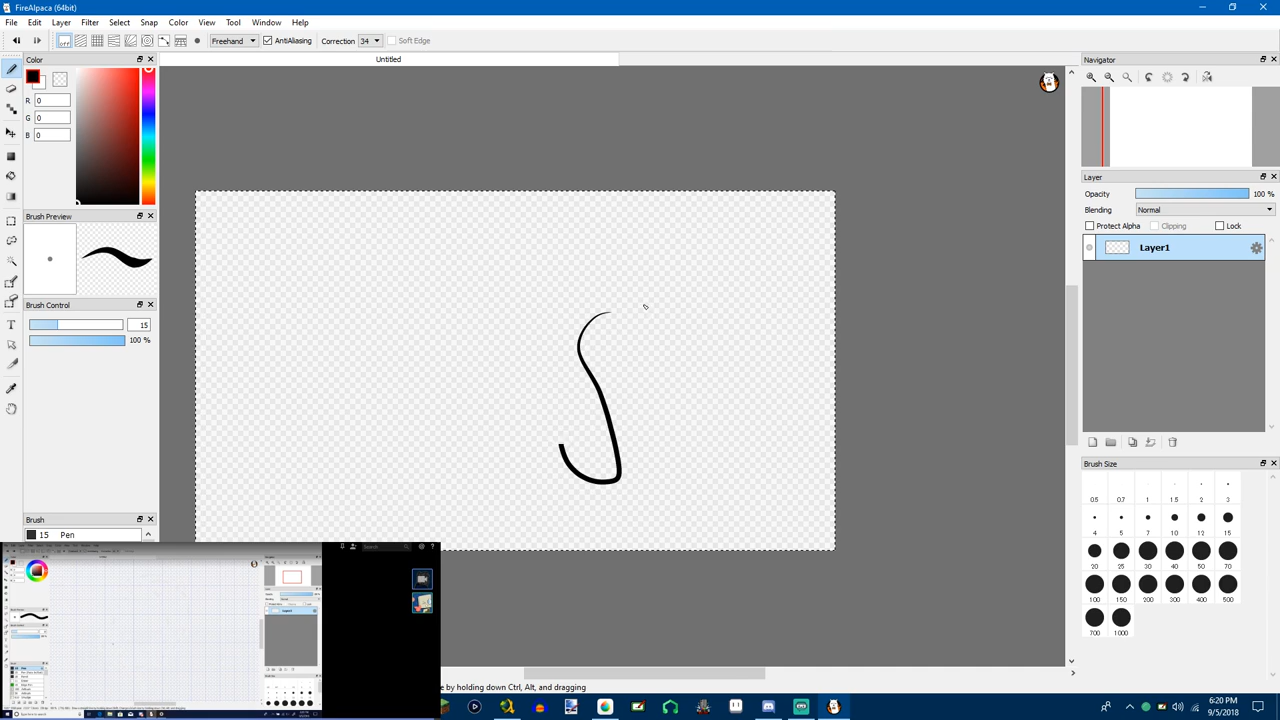 FireAlpaca (64bit)
File Edit Layer Filter Select Snap Color View Tool Window Help
off Freehand AntiAliasing Correction 34 Soft Edge
Color
Untitled
Navigator
R 0
G 0
B 0
Layer
Opacity 100 %
Blending Normal
Protect Alpha Clipping Lock
Layer1
Brush Preview
Brush Control
15
100 %
Brush Size
0.5 0.7 1 1.5 2 3
4 5 7 10 12 15
20 25 30 40 50 70
100 150 200 300 400 500
700 1000
Brush
15 Pen
Search
e by holding down Ctrl, Alt, and dragging
6:20 PM
9/5/2018